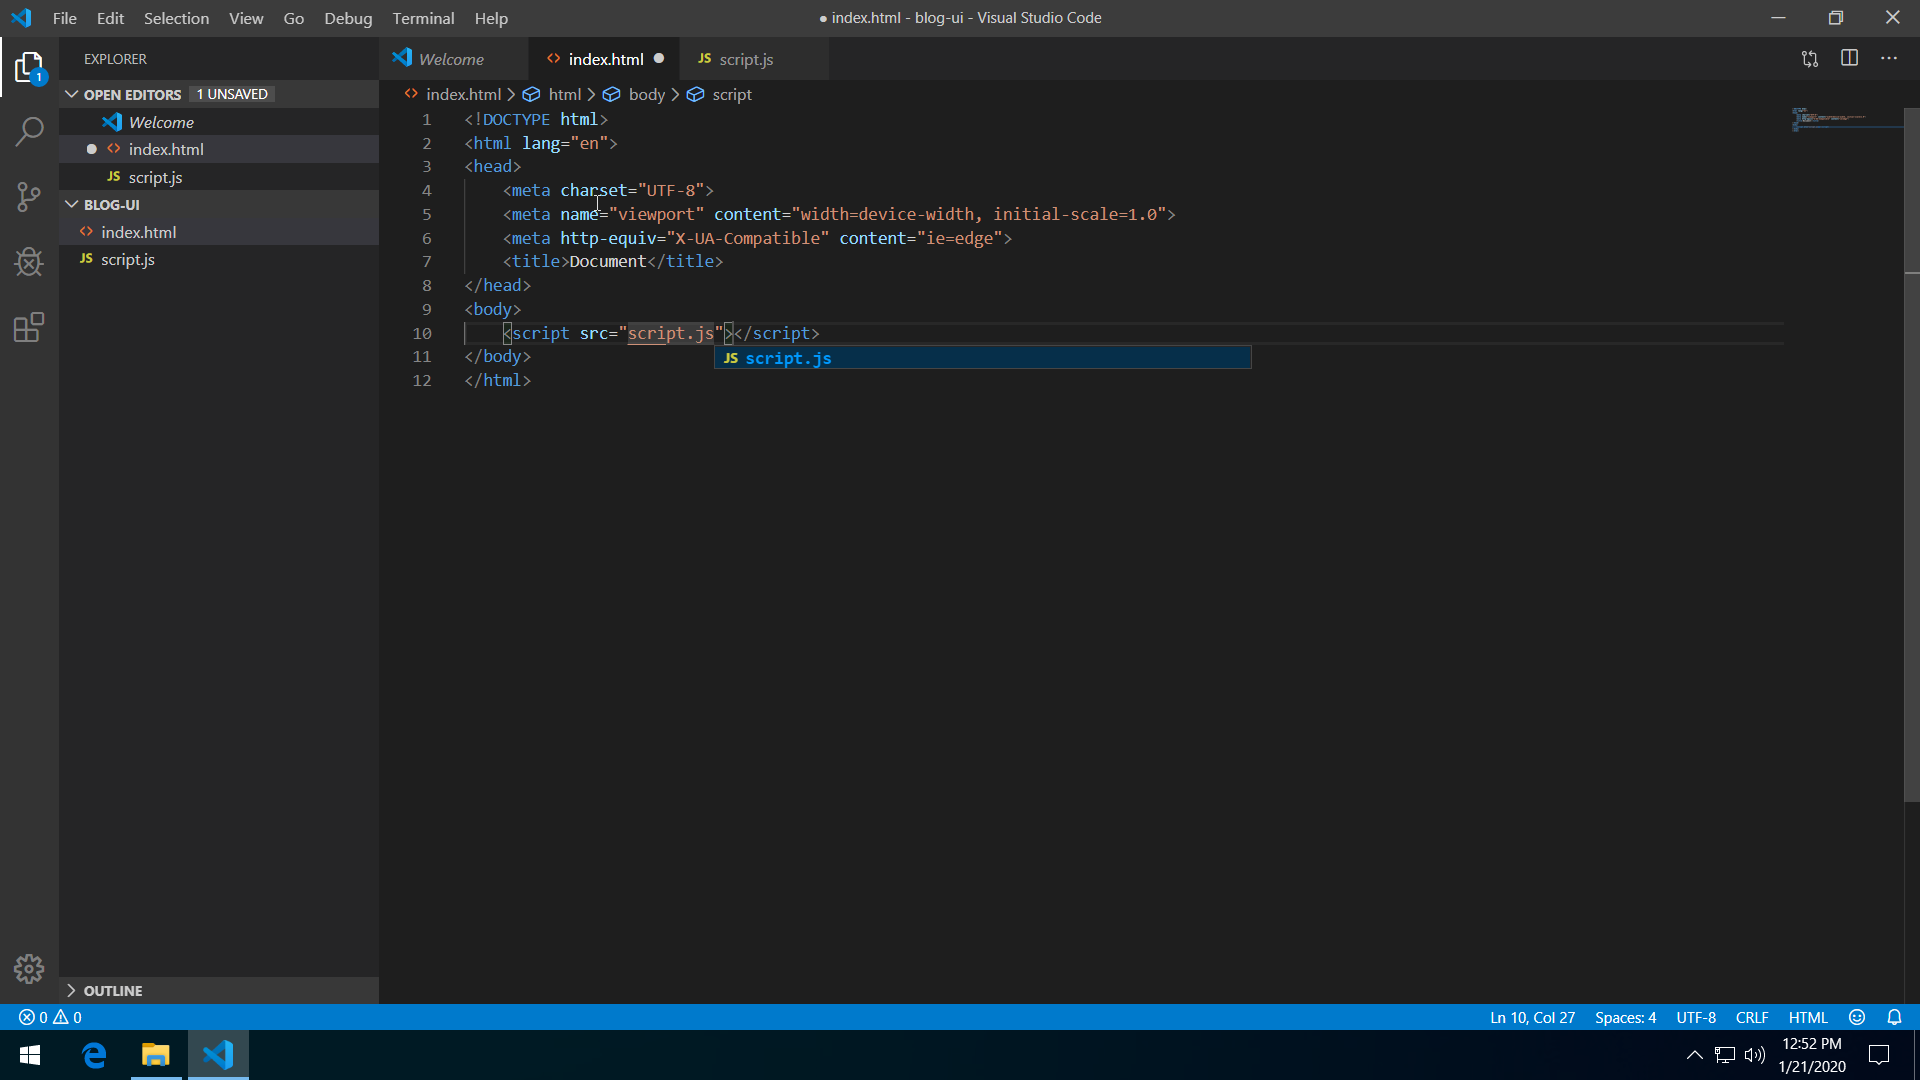 File Edit Selection View Go Debug Terminal Help
● index.html - blog-ui - Visual Studio Code
EXPLORER
OPEN EDITORS 1 UNSAVED
Welcome
index.html
JS script.js
BLOG-UI
index.html
JS script.js
OUTLINE
Welcome
index.html
JS script.js
index.html > html > body > script
1 <!DOCTYPE html>
2 <html lang="en">
3 <head>
4 <meta charset="UTF-8">
5 <meta name="viewport" content="width=device-width, initial-scale=1.0">
6 <meta http-equiv="X-UA-Compatible" content="ie=edge">
7 <title>Document</title>
8 </head>
9 <body>
10 <script src="script.js"></script>
11 </body>
12 </html>
JS script.js
1
0 0
Ln 10, Col 27 Spaces: 4 UTF-8 CRLF HTML
12:52 PM
1/21/2020